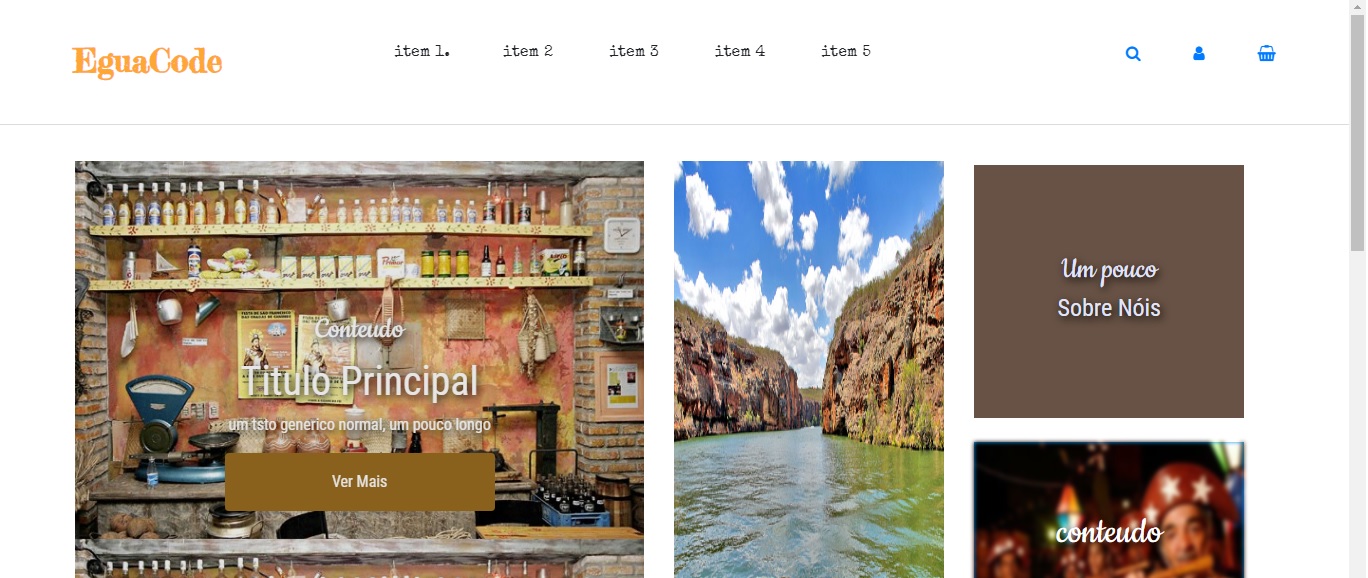 EguaCode
item 1.
item 2
item 3
item 4
item 5
Conteudo
Titulo Principal
um tsto generico normal, um pouco longo
Ver Mais
Um pouco
Sobre Nóis
conteudo